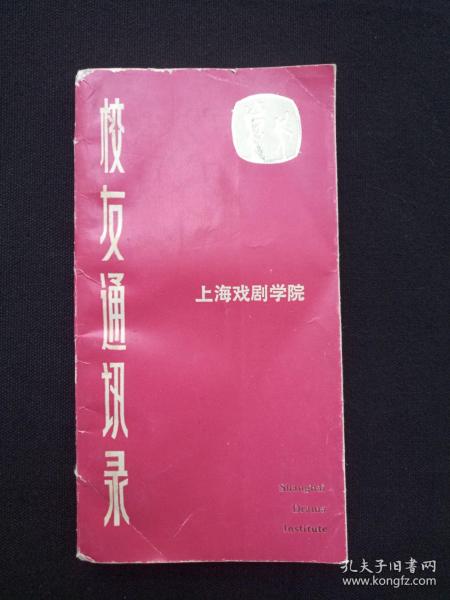 校友通讯录
上海戏剧学院
Shanghai
Drama
Institute
孔夫子旧书网
www.kongfz.com